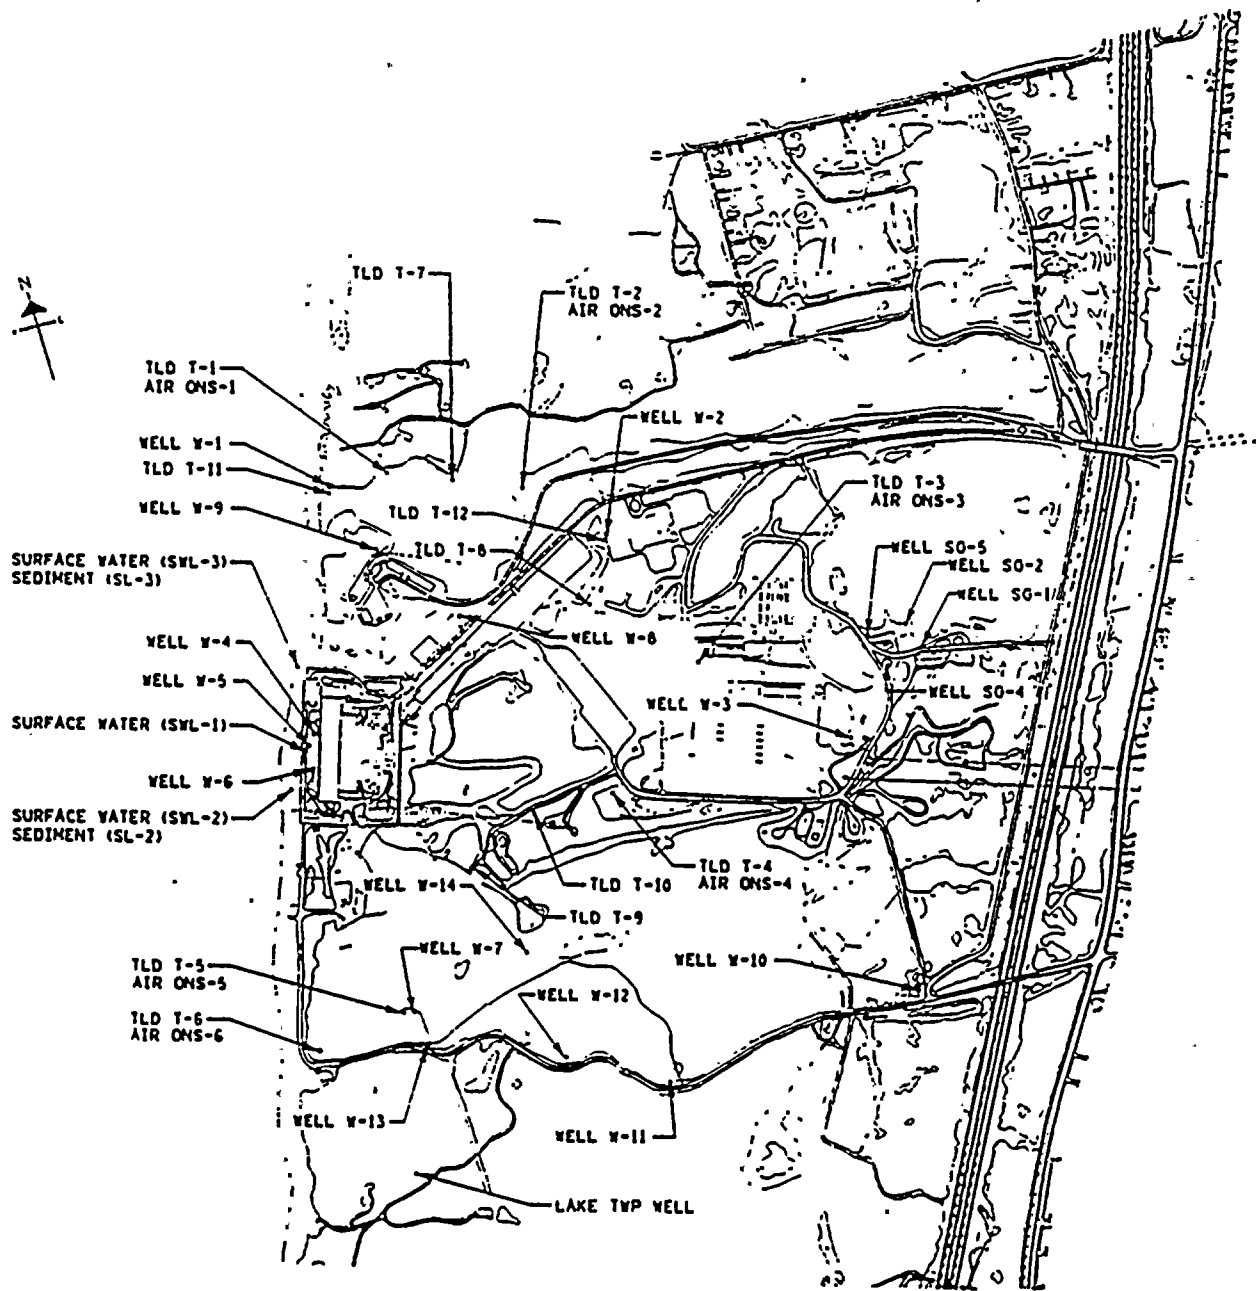 TLD T-7
TLD T-2
AIR ONS-2
N
TLD T-1
AIR ONS-1
WELL W-2
WELL W-1
TLD T-11
TLD T-3
AIR ONS-3
WELL W-9
TLD T-12
TLD T-8
WELL SG-5
WELL SG-2
SURFACE WATER (SWL-3)
SEDIMENT (SL-3)
WELL SG-1
WELL W-4
WELL W-8
WELL W-5
WELL SG-4
WELL W-3
SURFACE WATER (SWL-1)
WELL W-6
SURFACE WATER (SWL-2)
SEDIMENT (SL-2)
TLD T-4
AIR ONS-4
WELL W-14
TLD T-10
TLD T-9
WELL W-7
WELL W-10
TLD T-5
AIR ONS-5
WELL W-12
TLD T-6
AIR ONS-6
WELL W-13
WELL W-11
LAKE TWP WELL